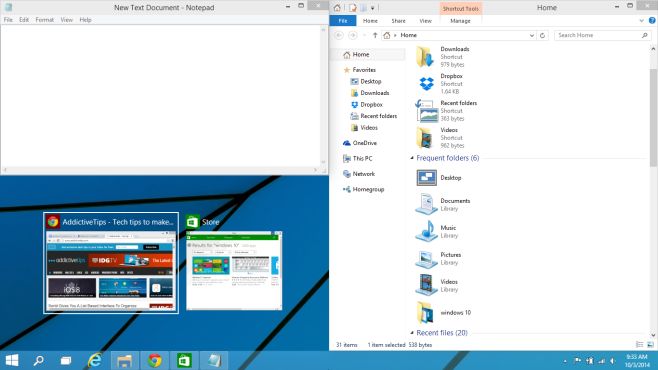 New Text Document - Notepad
File Edit Format View Help
Shortcut Tools
Home
File Home Share View Manage
Home
Search Home
Home
Favorites
Desktop
Downloads
Dropbox
Recent folders
Videos
OneDrive
This PC
Network
Homegroup
Downloads
Shortcut
979 bytes
Dropbox
Shortcut
1.64 KB
Recent folders
Shortcut
363 bytes
Videos
Shortcut
962 bytes
Frequent folders (6)
Desktop
Documents
Library
Music
Library
Pictures
Library
Videos
Library
windows 10
Recent files (20)
31 items 1 item selected 538 bytes
AddictiveTips - Tech tips to make...
Store
Results for "windows 10"
IDGTV
The Latest
iOS8
9:33 AM
10/3/2014